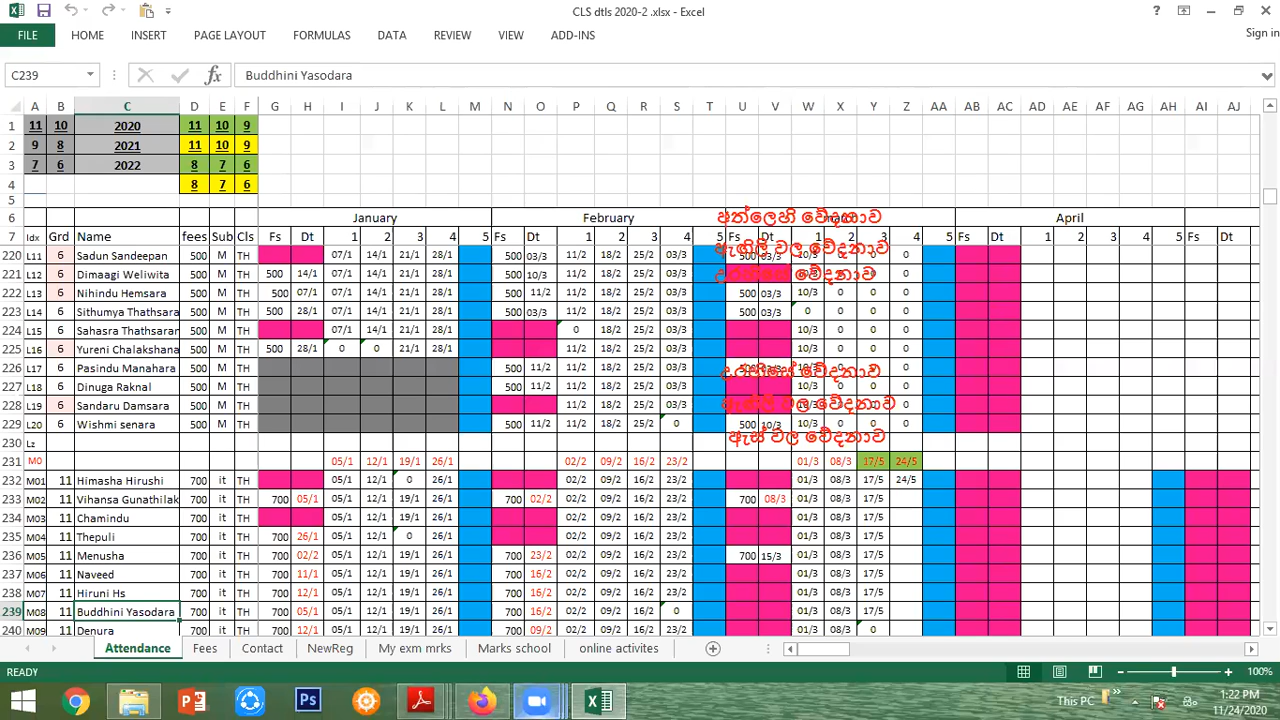 CLS dtls 2020-2 .xlsx - Excel
? 
FILE HOME INSERT PAGE LAYOUT FORMULAS DATA REVIEW VIEW ADD-INS Sign in
C239 fx Buddhini Yasodara
A B C D E F G H I J K L M N O P Q R S T U V W X Y Z AA AB AC AD AE AF AG AH AI AJ
1 11 10 2020 11 10 9
2 9 8 2021 11 10 9
3 7 6 2022 8 7 6
4 8 7 6
5
6 January February අත්ලෙහි වේදනාව April
7 Idx Grd Name fees Sub Cls Fs Dt 1 2 3 4 5 Fs Dt 1 2 3 4 5 Fs Dt 1 2 3 4 5 Fs Dt 1 2 3 4 5 Fs Dt
ඇඟිලි වල වේදනාව
220 L11 6 Sadun Sandeepan 500 M TH 07/1 14/1 21/1 28/1 500 03/3 11/2 18/2 25/2 03/3 500 03/3 10/3 0 0 0
221 L12 6 Dimaagi Weliwita 500 M TH 500 14/1 07/1 14/1 21/1 28/1 500 10/3 11/2 18/2 25/2 03/3 උරහිසේ වේදනාව
222 L13 6 Nihindu Hemsara 500 M TH 500 07/1 07/1 14/1 21/1 28/1 500 11/2 11/2 18/2 25/2 03/3 500 03/3 10/3 0 0 0
223 L14 6 Sithumya Thathsara 500 M TH 500 28/1 07/1 14/1 21/1 28/1 500 03/3 11/2 18/2 25/2 03/3 500 03/3 0 0 0 0
224 L15 6 Sahasra Thathsaran 500 M TH 07/1 14/1 21/1 28/1 0 18/2 25/2 03/3 10/3 0 0 0
225 L16 6 Yureni Chalakshana 500 M TH 500 28/1 0 0 21/1 28/1 11/2 18/2 25/2 03/3 10/3 0 0 0
226 L17 6 Pasindu Manahara 500 M TH 500 11/2 11/2 18/2 25/2 03/3 උරහිසේ වේදනාව 0 0
227 L18 6 Dinuga Raknal 500 M TH 500 11/2 11/2 18/2 25/2 03/3 10/3 0 0 0
228 L19 6 Sandaru Damsara 500 M TH 11/2 18/2 25/2 03/3 ඇඟිලි වල වේදනාව
229 L20 6 Wishmi senara 500 M TH 500 11/2 11/2 18/2 25/2 0 500 10/3 10/3 0 0 0
230 Lz ඇස් වල වේදනාව
231 M0 05/1 12/1 19/1 26/1 02/2 09/2 16/2 23/2 01/3 08/3 17/5 24/5
232 M01 11 Himasha Hirushi 700 it TH 05/1 12/1 0 26/1 02/2 09/2 16/2 23/2 01/3 08/3 17/5 24/5
233 M02 11 Vihansa Gunathilak 700 it TH 700 05/1 05/1 12/1 19/1 26/1 700 02/2 02/2 09/2 16/2 23/2 700 08/3 01/3 08/3 17/5
234 M03 11 Chamindu 700 it TH 05/1 12/1 19/1 26/1 02/2 09/2 16/2 23/2 01/3 08/3 17/5
235 M04 11 Thepuli 700 it TH 700 26/1 05/1 12/1 0 26/1 02/2 09/2 16/2 23/2 01/3 08/3 17/5
236 M05 11 Menusha 700 it TH 700 02/2 05/1 12/1 19/1 26/1 700 23/2 02/2 09/2 16/2 23/2 700 15/3 01/3 08/3 17/5
237 M06 11 Naveed 700 it TH 700 11/1 05/1 12/1 19/1 26/1 700 16/2 02/2 09/2 16/2 23/2 01/3 08/3 17/5
238 M07 11 Hiruni Hs 700 it TH 700 12/1 05/1 12/1 19/1 26/1 700 16/2 02/2 09/2 16/2 23/2 01/3 08/3 17/5
239 M08 11 Buddhini Yasodara 700 it TH 700 05/1 05/1 12/1 19/1 26/1 700 16/2 02/2 09/2 16/2 0 01/3 08/3 17/5
240 M09 11 Denura 700 it TH 700 12/1 05/1 12/1 19/1 26/1 700 09/2 02/2 09/2 16/2 23/2 01/3 08/3 0
Attendance Fees Contact NewReg My exm mrks Marks school online activites
READY 100%
Ps This PC 1:22 PM
11/24/2020